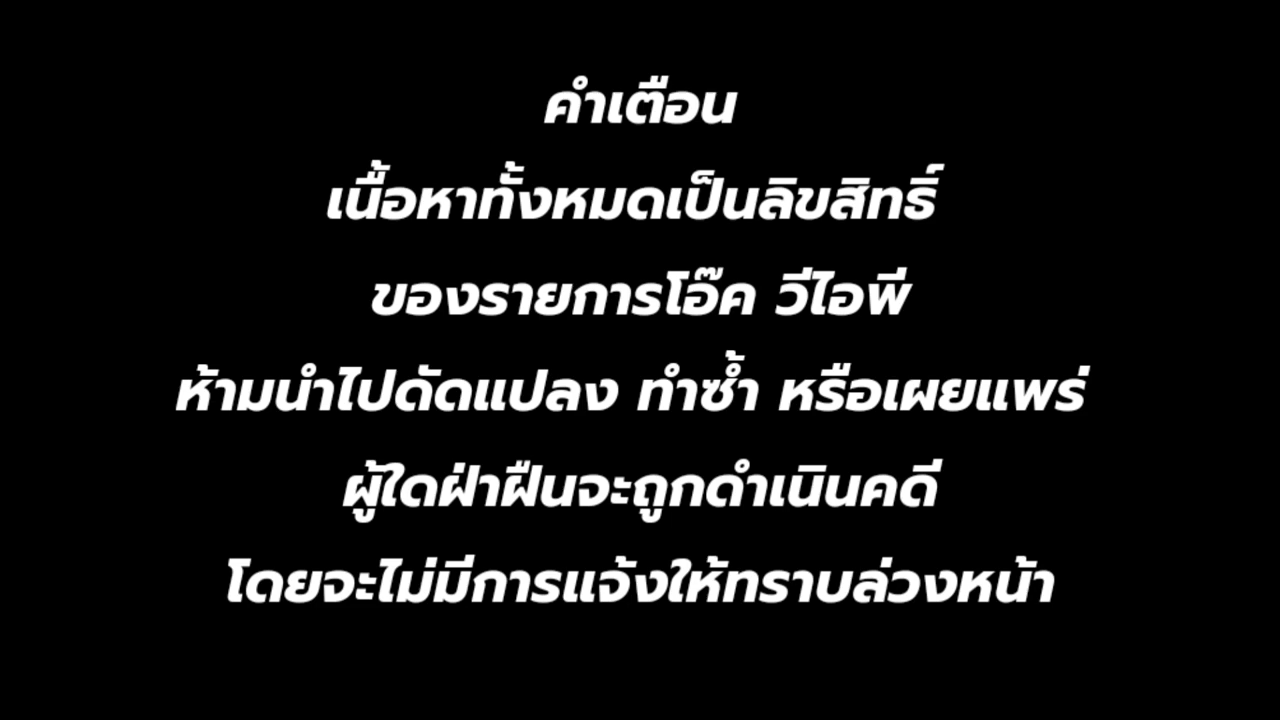 คำเตือน
เนื้อหาทั้งหมดเป็นลิขสิทธิ์
ของรายการโอ๊ค วีไอพี
ห้ามนำไปดัดแปลง ทำซ้ำ หรือเผยแพร่
ผู้ใดฝ่าฝืนจะถูกดำเนินคดี
โดยจะไม่มีการแจ้งให้ทราบล่วงหน้า